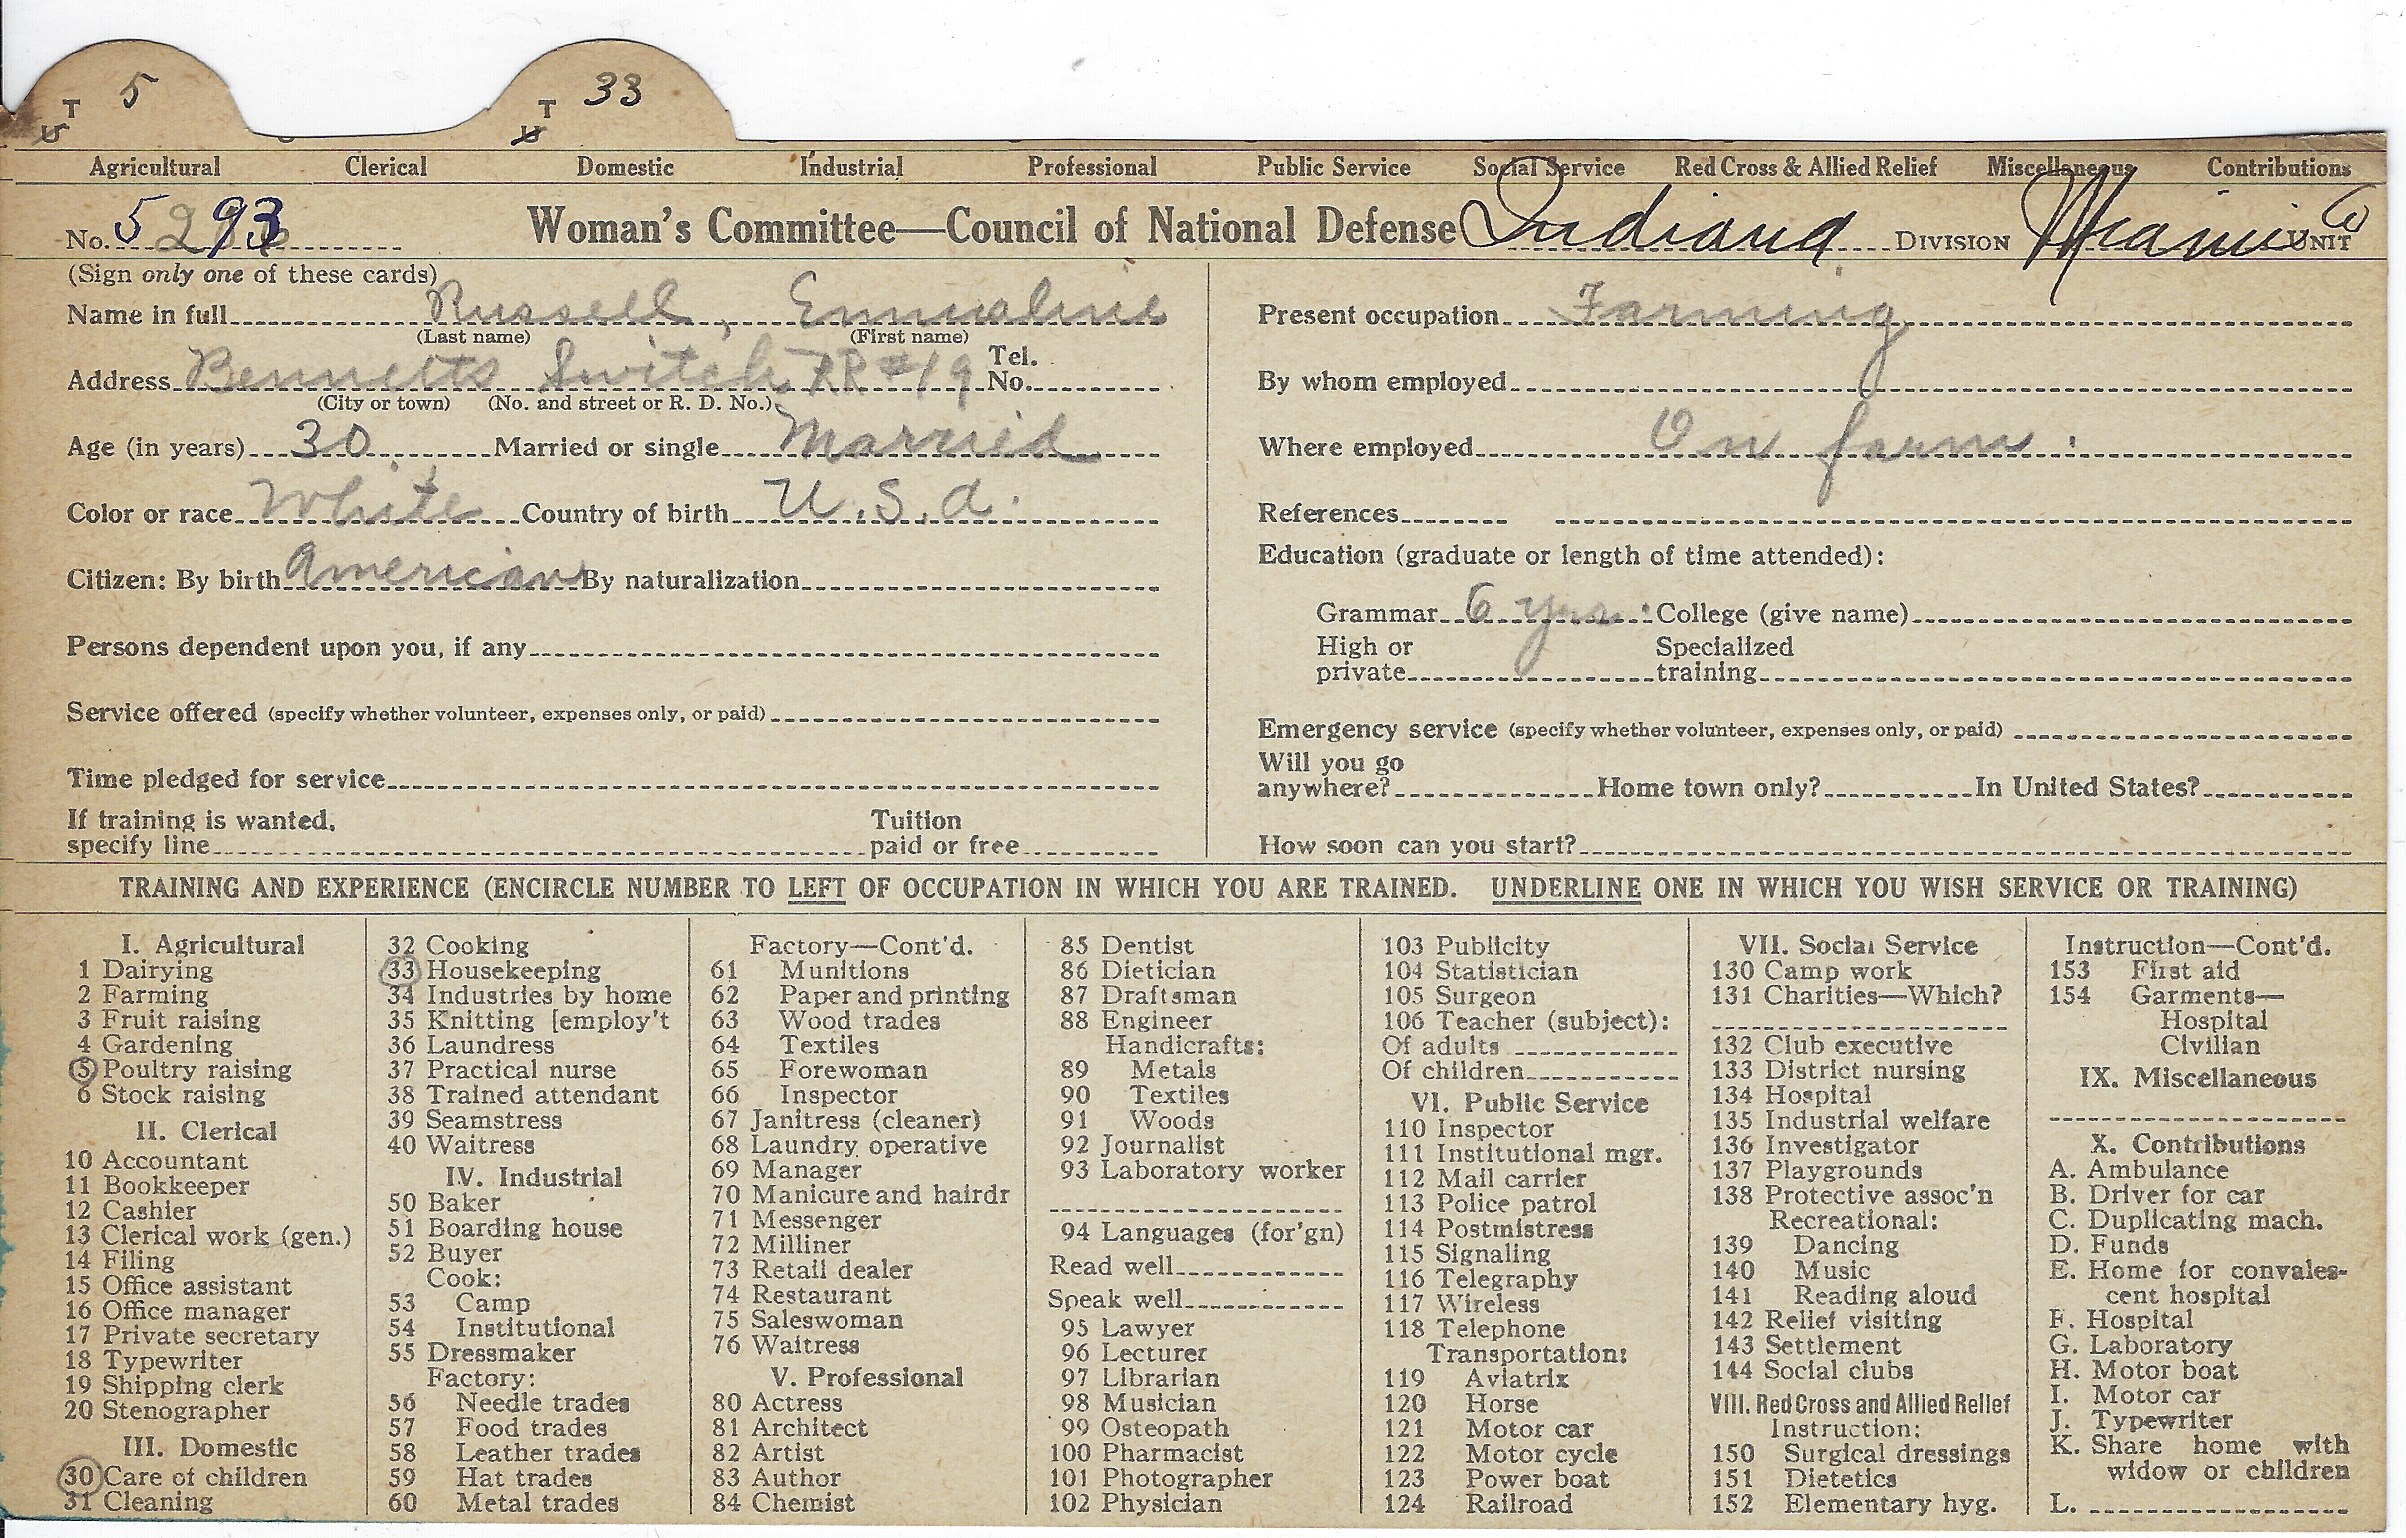 5 33
T T
U U
Agricultural Clerical Domestic Industrial Professional Public Service Social Service Red Cross & Allied Relief Miscellaneous Contributions
No. 5293 Woman's Committee—Council of National Defense Indiana DIVISION Miami Co UNIT
(Sign only one of these cards)
Name in full Russell, Emmaline
(Last name) (First name)
Address Bennetts Switch RR #19 Tel. No.
(City or town) (No. and street or R. D. No.)
Age (in years) 30 Married or single Married
Color or race White Country of birth U.S.a.
Citizen: By birth American By naturalization
Persons dependent upon you, if any
Service offered (specify whether volunteer, expenses only, or paid)
Time pledged for service
If training is wanted, Tuition
specify line paid or free
Present occupation Farming
By whom employed
Where employed On farm.
References
Education (graduate or length of time attended):
Grammar 6 yrs. College (give name)
High or Specialized
private training
Emergency service (specify whether volunteer, expenses only, or paid)
Will you go
anywhere? Home town only? In United States?
How soon can you start?
TRAINING AND EXPERIENCE (ENCIRCLE NUMBER TO LEFT OF OCCUPATION IN WHICH YOU ARE TRAINED. UNDERLINE ONE IN WHICH YOU WISH SERVICE OR TRAINING)
I. Agricultural
1 Dairying
2 Farming
3 Fruit raising
4 Gardening
5 Poultry raising
6 Stock raising
II. Clerical
10 Accountant
11 Bookkeeper
12 Cashier
13 Clerical work (gen.)
14 Filing
15 Office assistant
16 Office manager
17 Private secretary
18 Typewriter
19 Shipping clerk
20 Stenographer
III. Domestic
30 Care of children
31 Cleaning
32 Cooking
33 Housekeeping
34 Industries by home
35 Knitting [employ't
36 Laundress
37 Practical nurse
38 Trained attendant
39 Seamstress
40 Waitress
IV. Industrial
50 Baker
51 Boarding house
52 Buyer
Cook:
53 Camp
54 Institutional
55 Dressmaker
Factory:
56 Needle trades
57 Food trades
58 Leather trades
59 Hat trades
60 Metal trades
Factory—Cont'd.
61 Munitions
62 Paper and printing
63 Wood trades
64 Textiles
65 Forewoman
66 Inspector
67 Janitress (cleaner)
68 Laundry operative
69 Manager
70 Manicure and hairdr
71 Messenger
72 Milliner
73 Retail dealer
74 Restaurant
75 Saleswoman
76 Waitress
V. Professional
80 Actress
81 Architect
82 Artist
83 Author
84 Chemist
85 Dentist
86 Dietician
87 Draftsman
88 Engineer
Handicrafts:
89 Metals
90 Textiles
91 Woods
92 Journalist
93 Laboratory worker
94 Languages (for'gn)
Read well
Speak well
95 Lawyer
96 Lecturer
97 Librarian
98 Musician
99 Osteopath
100 Pharmacist
101 Photographer
102 Physician
103 Publicity
104 Statistician
105 Surgeon
106 Teacher (subject):
Of adults
Of children
VI. Public Service
110 Inspector
111 Institutional mgr.
112 Mail carrier
113 Police patrol
114 Postmistress
115 Signaling
116 Telegraphy
117 Wireless
118 Telephone
Transportation:
119 Aviatrix
120 Horse
121 Motor car
122 Motor cycle
123 Power boat
124 Railroad
VII. Social Service
130 Camp work
131 Charities—Which?
132 Club executive
133 District nursing
134 Hospital
135 Industrial welfare
136 Investigator
137 Playgrounds
138 Protective assoc'n
Recreational:
139 Dancing
140 Music
141 Reading aloud
142 Relief visiting
143 Settlement
144 Social clubs
VIII. Red Cross and Allied Relief
Instruction:
150 Surgical dressings
151 Dietetics
152 Elementary hyg.
Instruction—Cont'd.
153 First aid
154 Garments—
Hospital
Civilian
IX. Miscellaneous
X. Contributions
A. Ambulance
B. Driver for car
C. Duplicating mach.
D. Funds
E. Home for convales-
cent hospital
F. Hospital
G. Laboratory
H. Motor boat
I. Motor car
J. Typewriter
K. Share home with
widow or children
L.